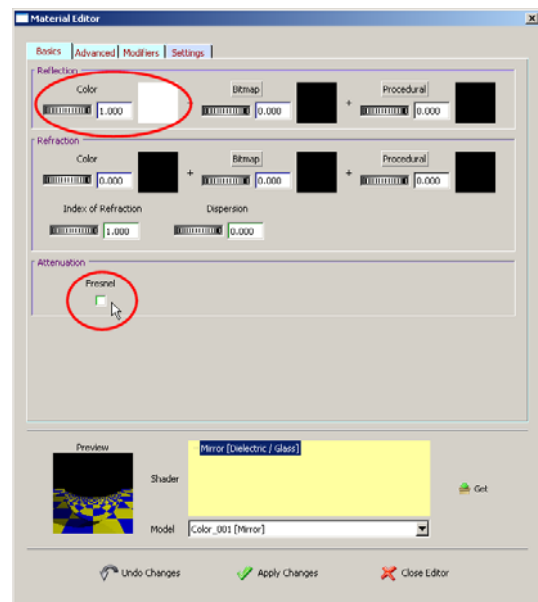 Material Editor
Basics Advanced Modifiers Settings
Reflection
Color Bitmap Procedural
1.000 + 0.000 + 0.000
Refraction
Color Bitmap Procedural
0.000 + 0.000 + 0.000
Index of Refraction Dispersion
1.000 0.000
Attenuation
Fresnel
Preview
Mirror [Dielectric / Glass]
Shader
Get
Model Color_001 [Mirror]
Undo Changes Apply Changes Close Editor